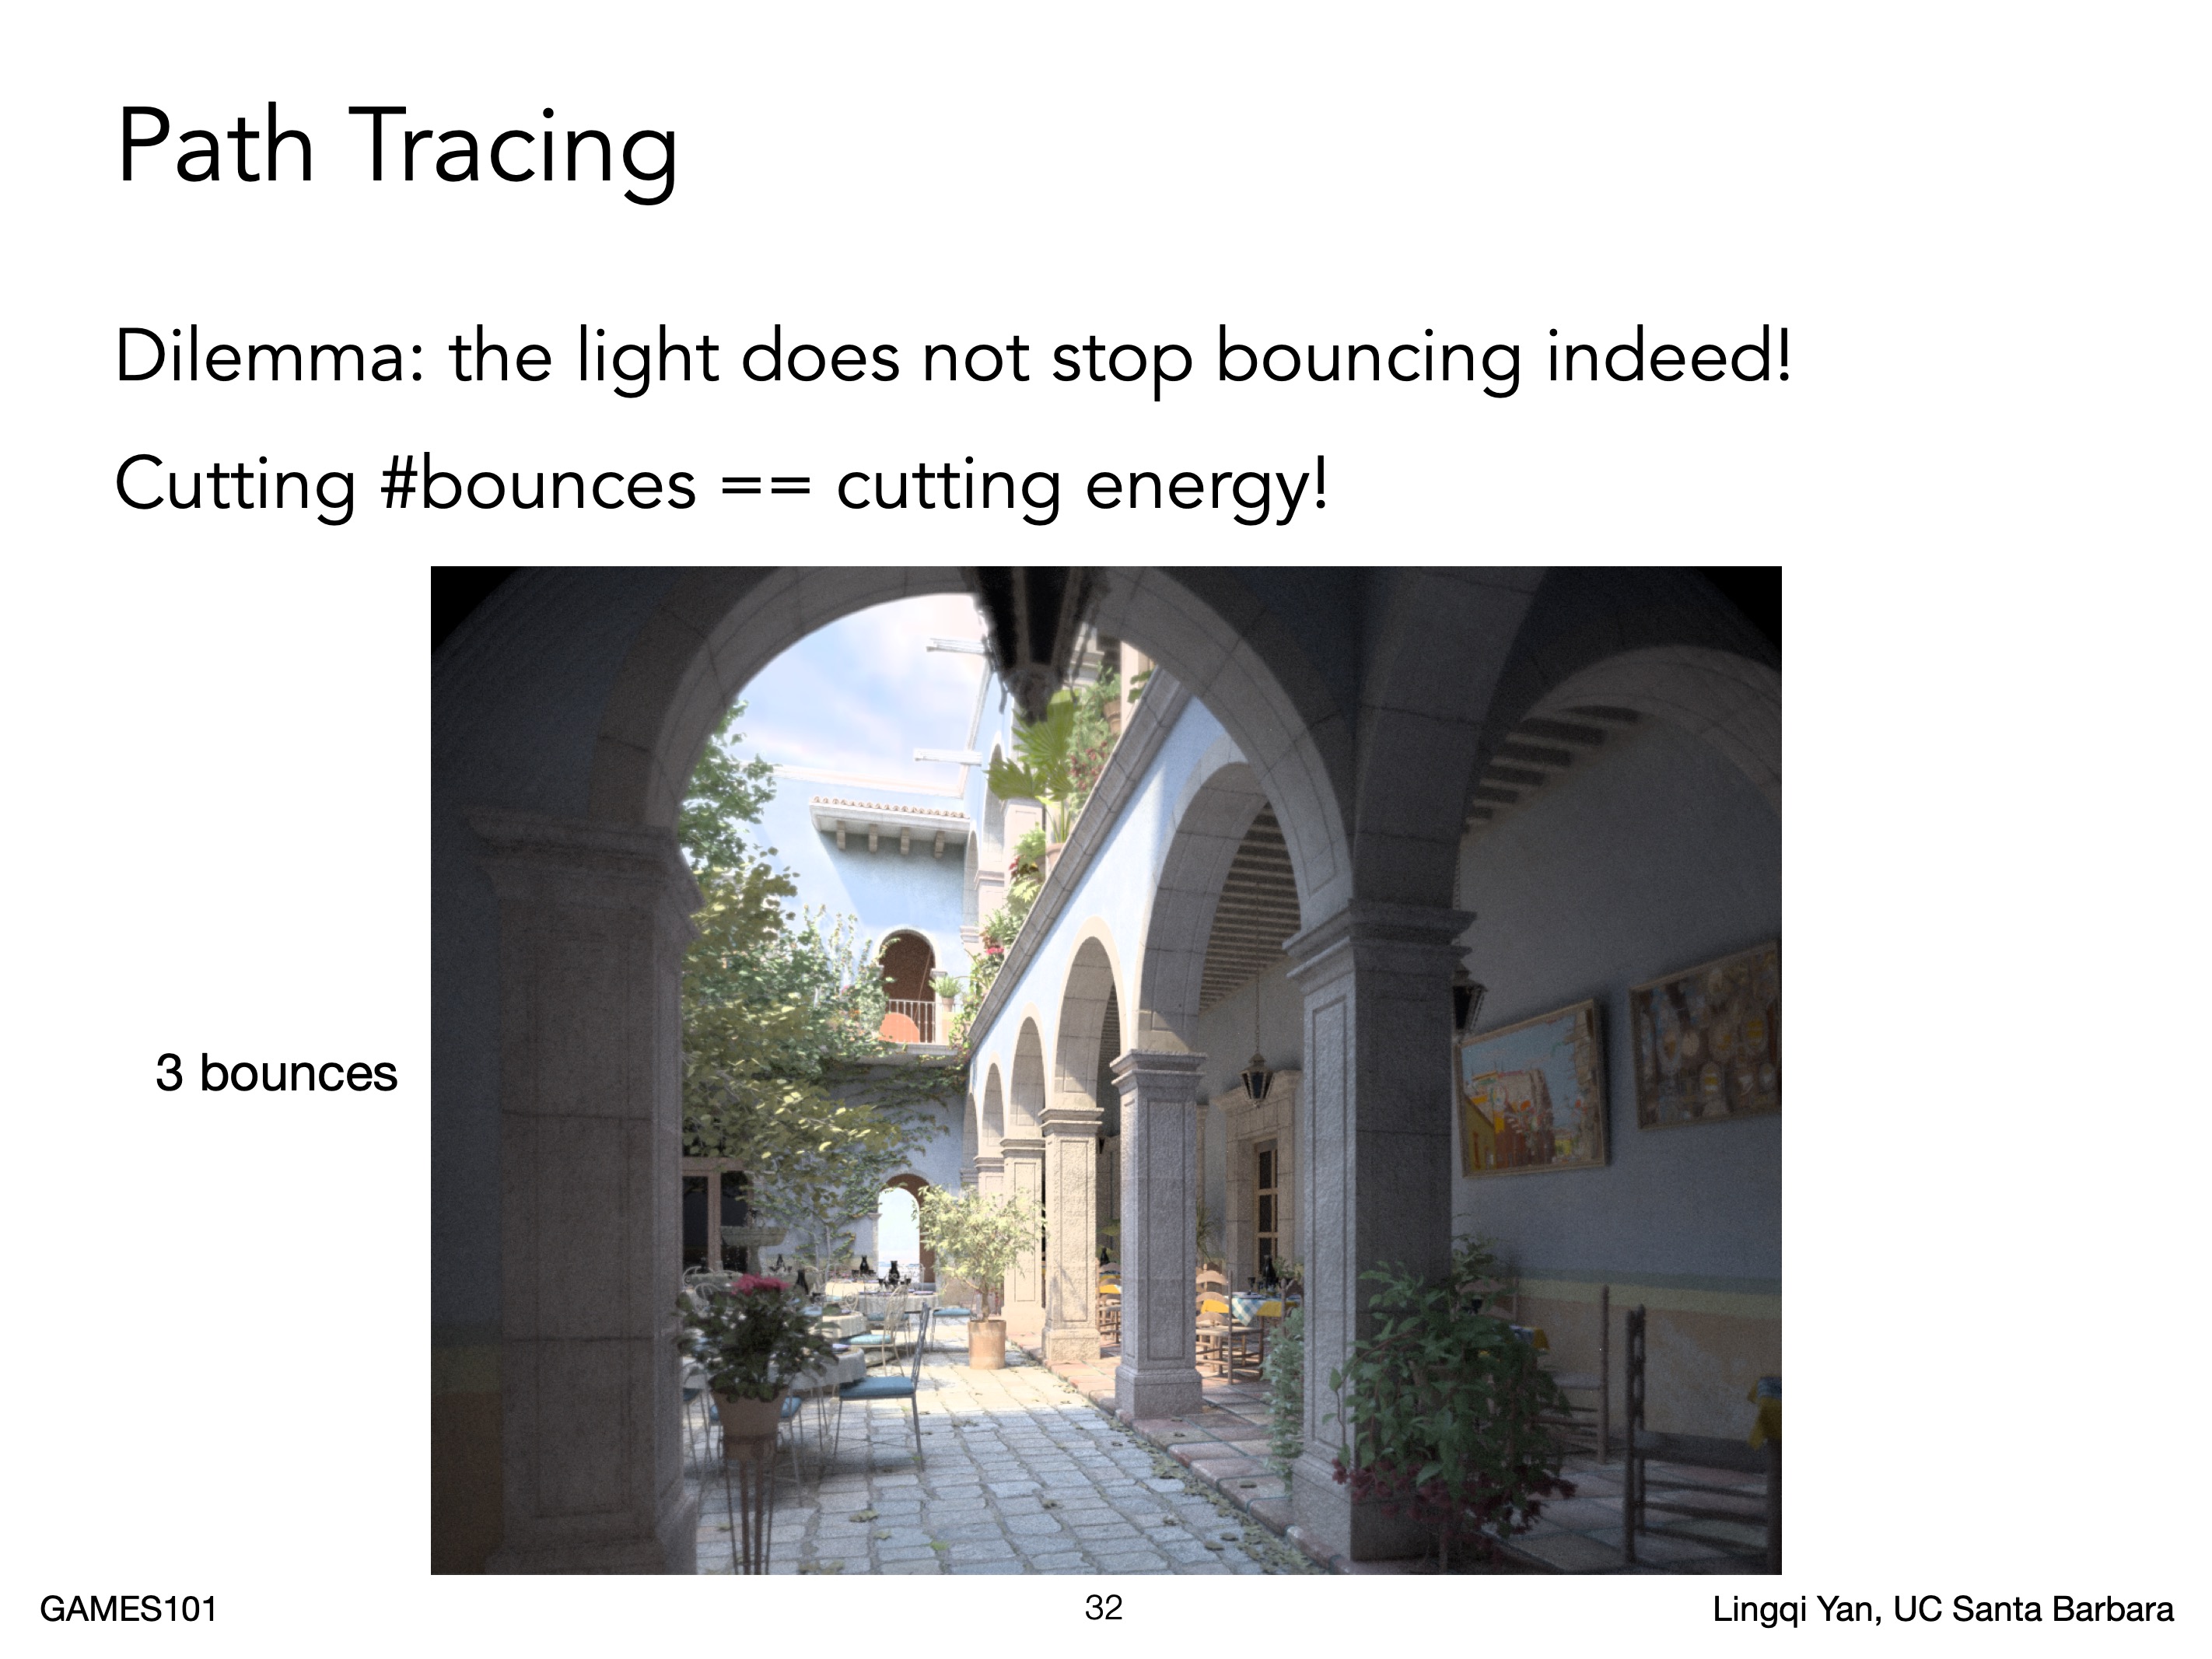 Path Tracing
Dilemma: the light does not stop bouncing indeed!
Cutting #bounces == cutting energy!
3 bounces
GAMES101
32
Lingqi Yan, UC Santa Barbara